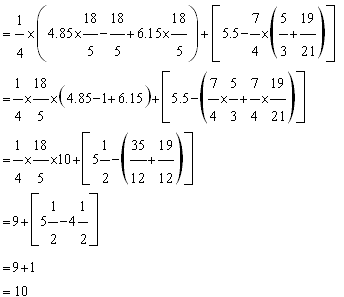 = 1/4 × ( 4.85 × 18/5 − 18/5 + 6.15 × 18/5 ) + [ 5.5 − 7/4 × ( 5/3 + 19/21 ) ]
= 1/4 × 18/5 × ( 4.85 − 1 + 6.15 ) + [ 5.5 − ( 7/4 × 5/3 + 7/4 × 19/21 ) ]
= 1/4 × 18/5 × 10 + [ 5 1/2 − ( 35/12 + 19/12 ) ]
= 9 + [ 5 1/2 − 4 1/2 ]
= 9 + 1
= 10